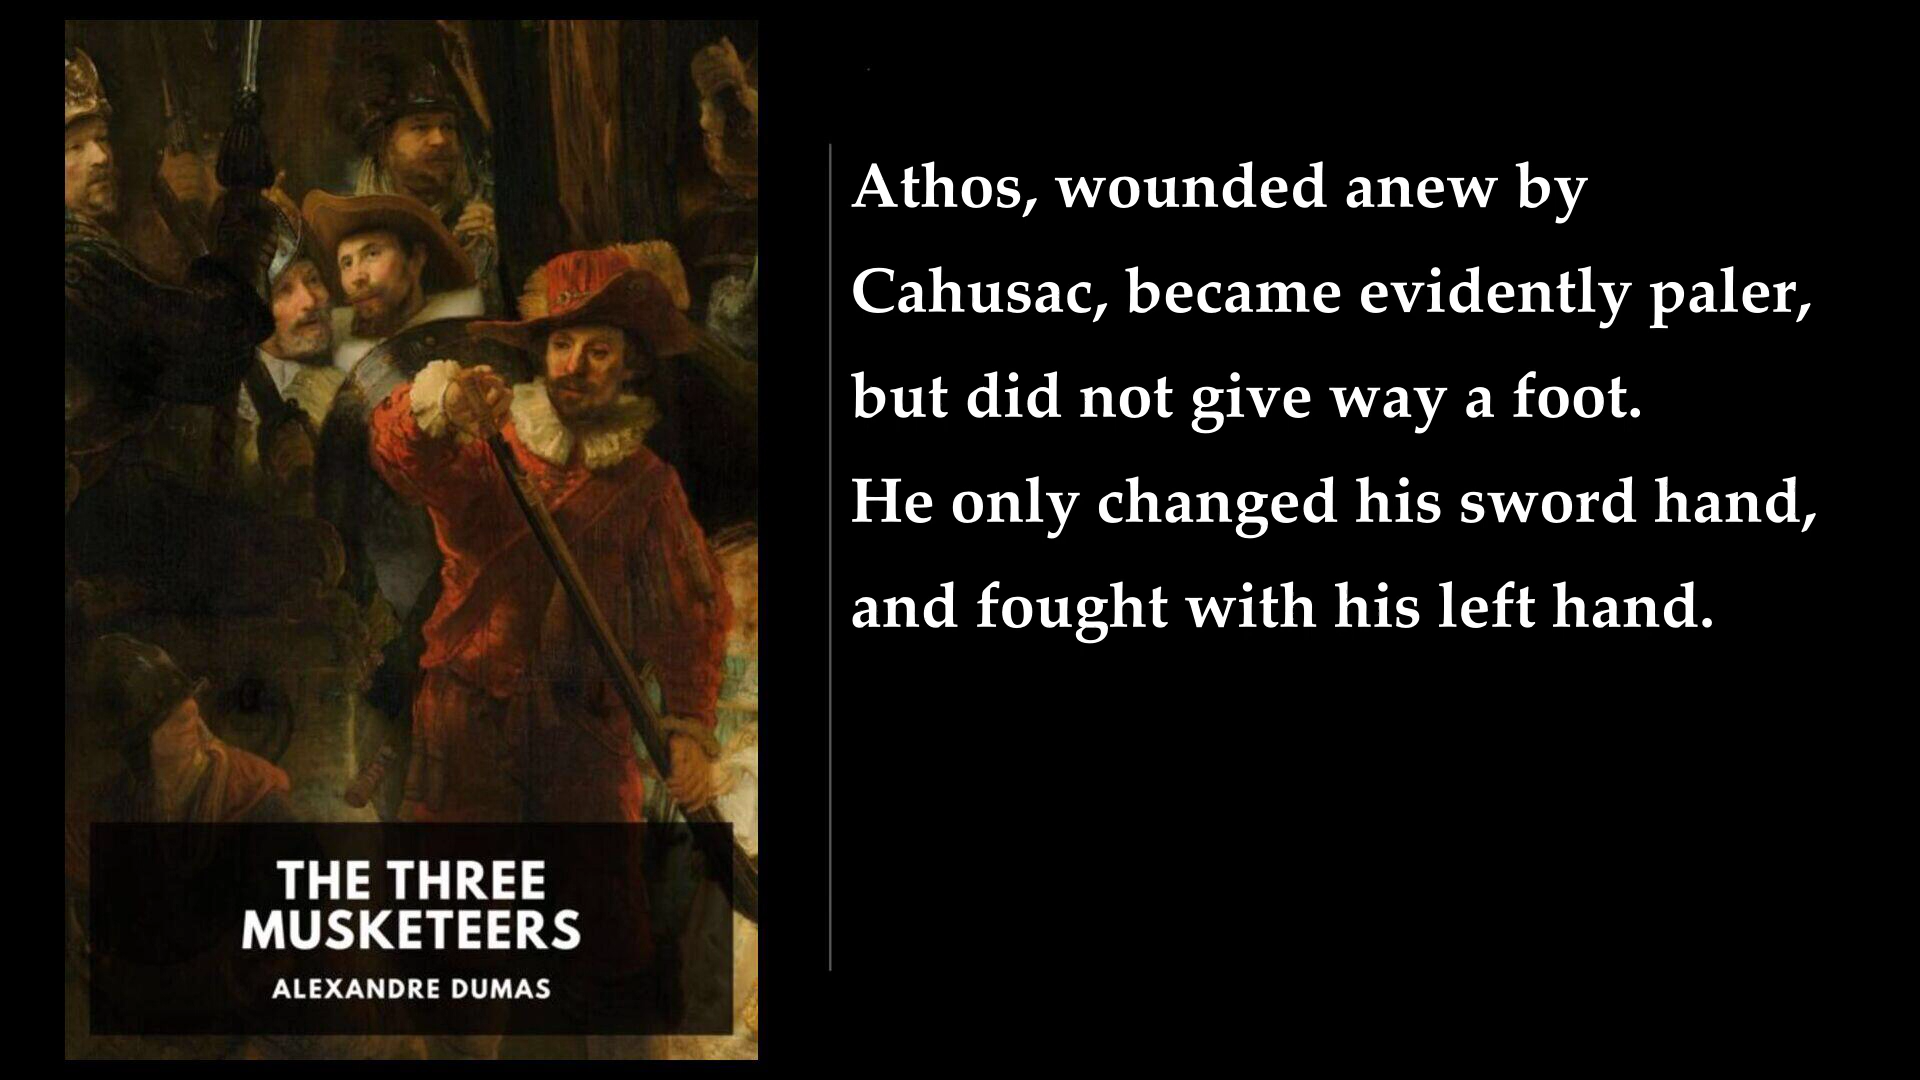 THE THREE
MUSKETEERS
ALEXANDRE DUMAS
Athos, wounded anew by
Cahusac, became evidently paler,
but did not give way a foot.
He only changed his sword hand,
and fought with his left hand.